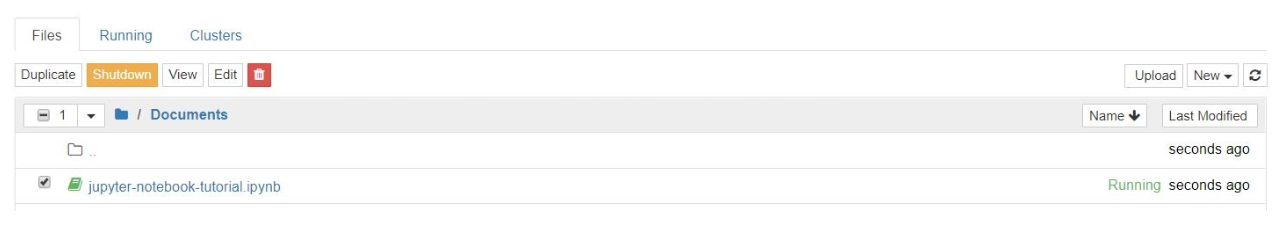 Files Running Clusters
Duplicate Shutdown View Edit Upload New
1 / Documents Name Last Modified
.. seconds ago
jupyter-notebook-tutorial.ipynb Running seconds ago